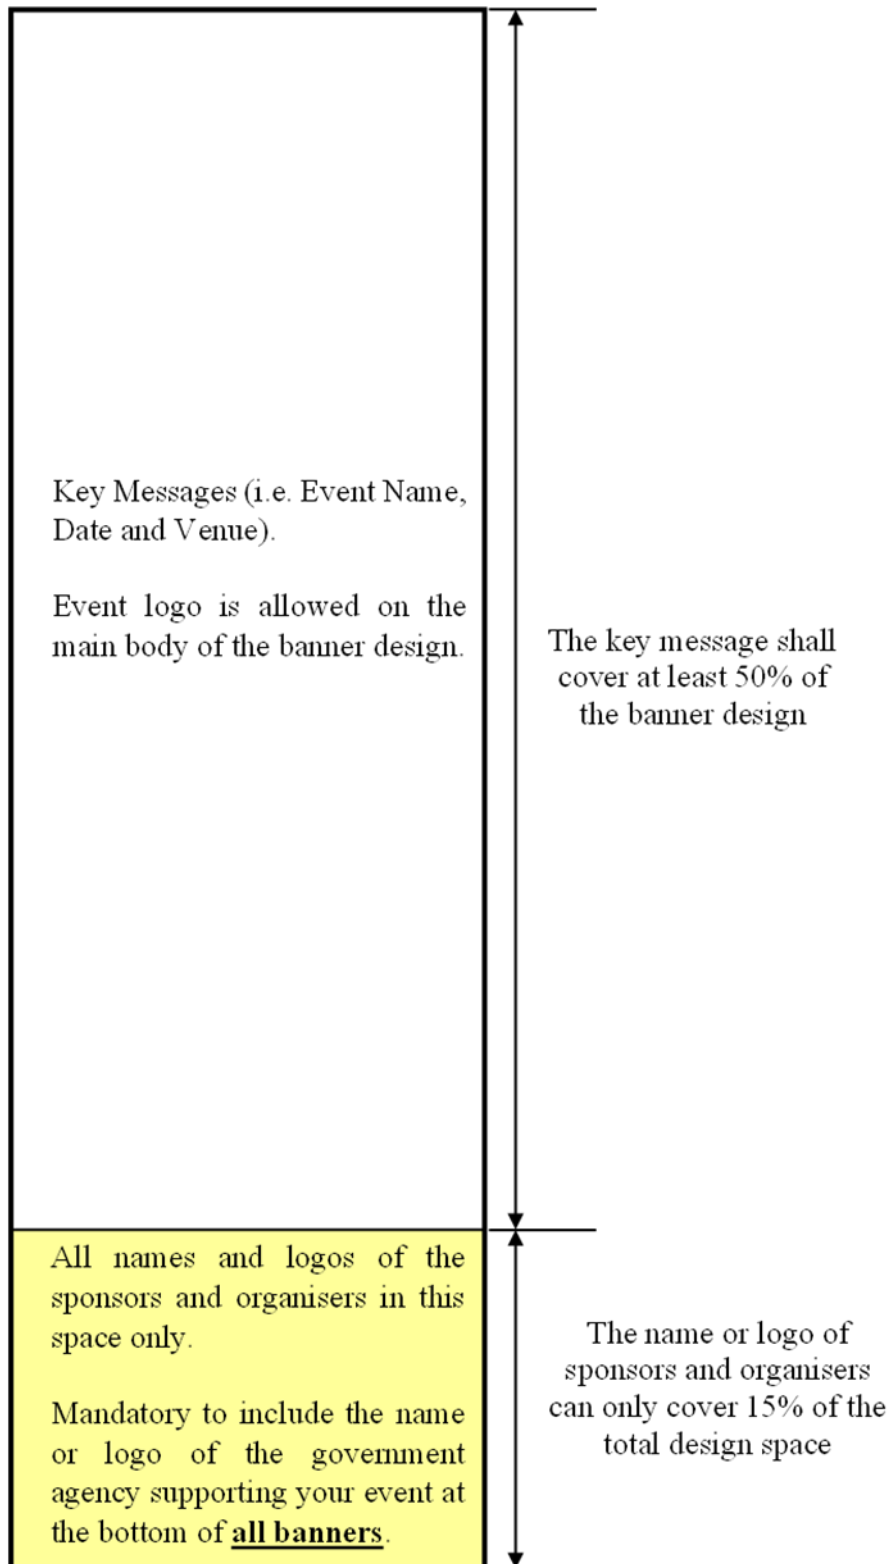 Key Messages (i.e. Event Name,
Date and Venue).
Event logo is allowed on the
main body of the banner design.
The key message shall
cover at least 50% of
the banner design
All names and logos of the
sponsors and organisers in this
space only.
Mandatory to include the name
or logo of the government
agency supporting your event at
the bottom of all banners.
The name or logo of
sponsors and organisers
can only cover 15% of the
total design space